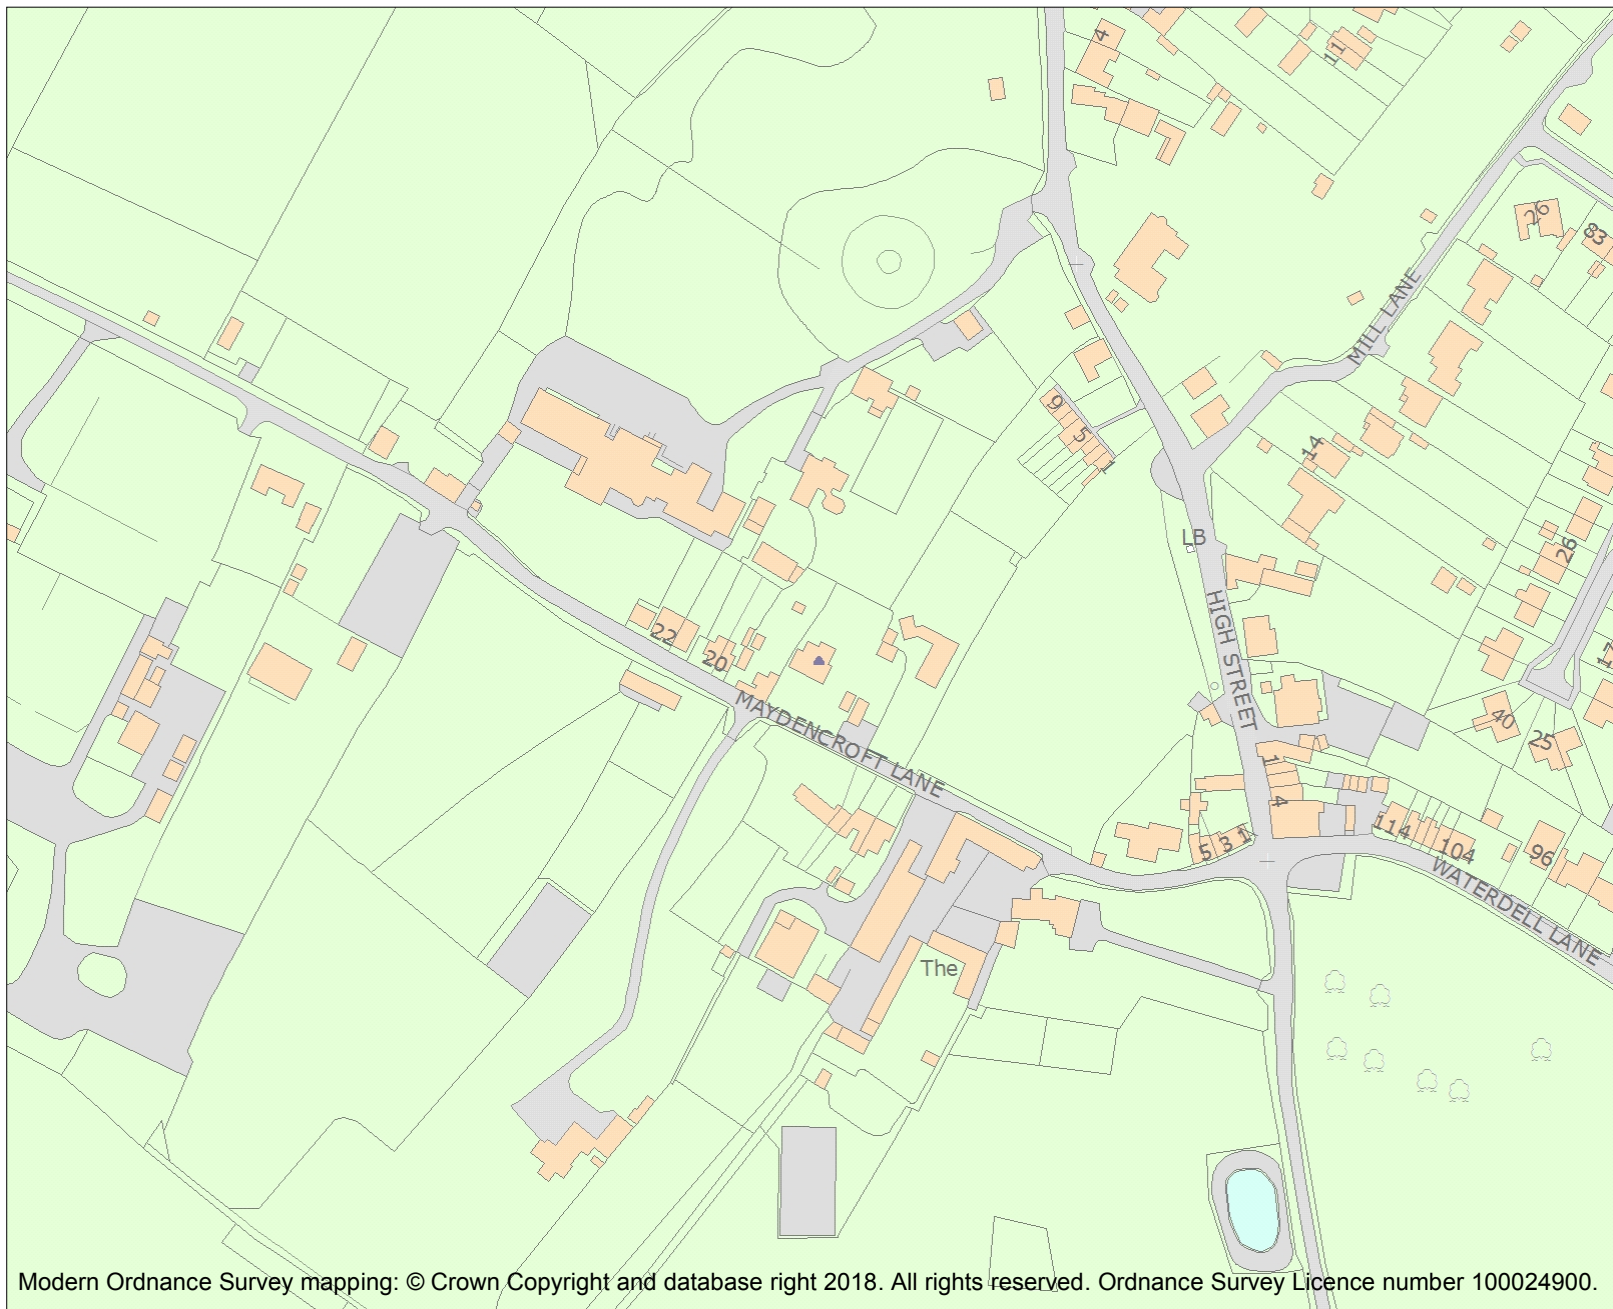 4
11
26
83
MILL LANE
9
5
1
14
LB
26
HIGH STREET
22
20
17
MAYDENCROFT LANE
40
25
1
4
5 3 1
114
104
96
WATERDELL LANE
The
Modern Ordnance Survey mapping: © Crown Copyright and database right 2018. All rights reserved. Ordnance Survey Licence number 100024900.